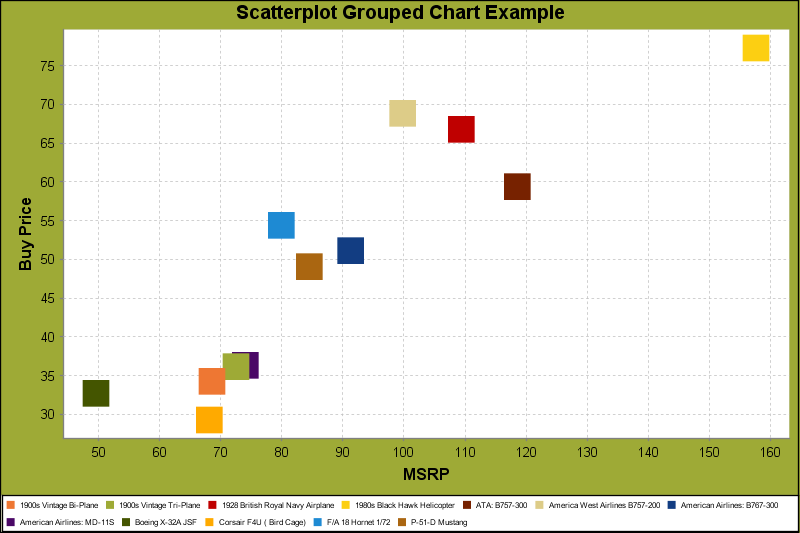 Scatterplot Grouped Chart Example
Buy Price
75
70
65
60
55
50
45
40
35
30
50 60 70 80 90 100 110 120 130 140 150 160
MSRP
1900s Vintage Bi-Plane 1900s Vintage Tri-Plane 1928 British Royal Navy Airplane 1980s Black Hawk Helicopter ATA: B757-300 America West Airlines B757-200 American Airlines: B767-300
American Airlines: MD-11S Boeing X-32A JSF Corsair F4U ( Bird Cage) F/A 18 Hornet 1/72 P-51-D Mustang